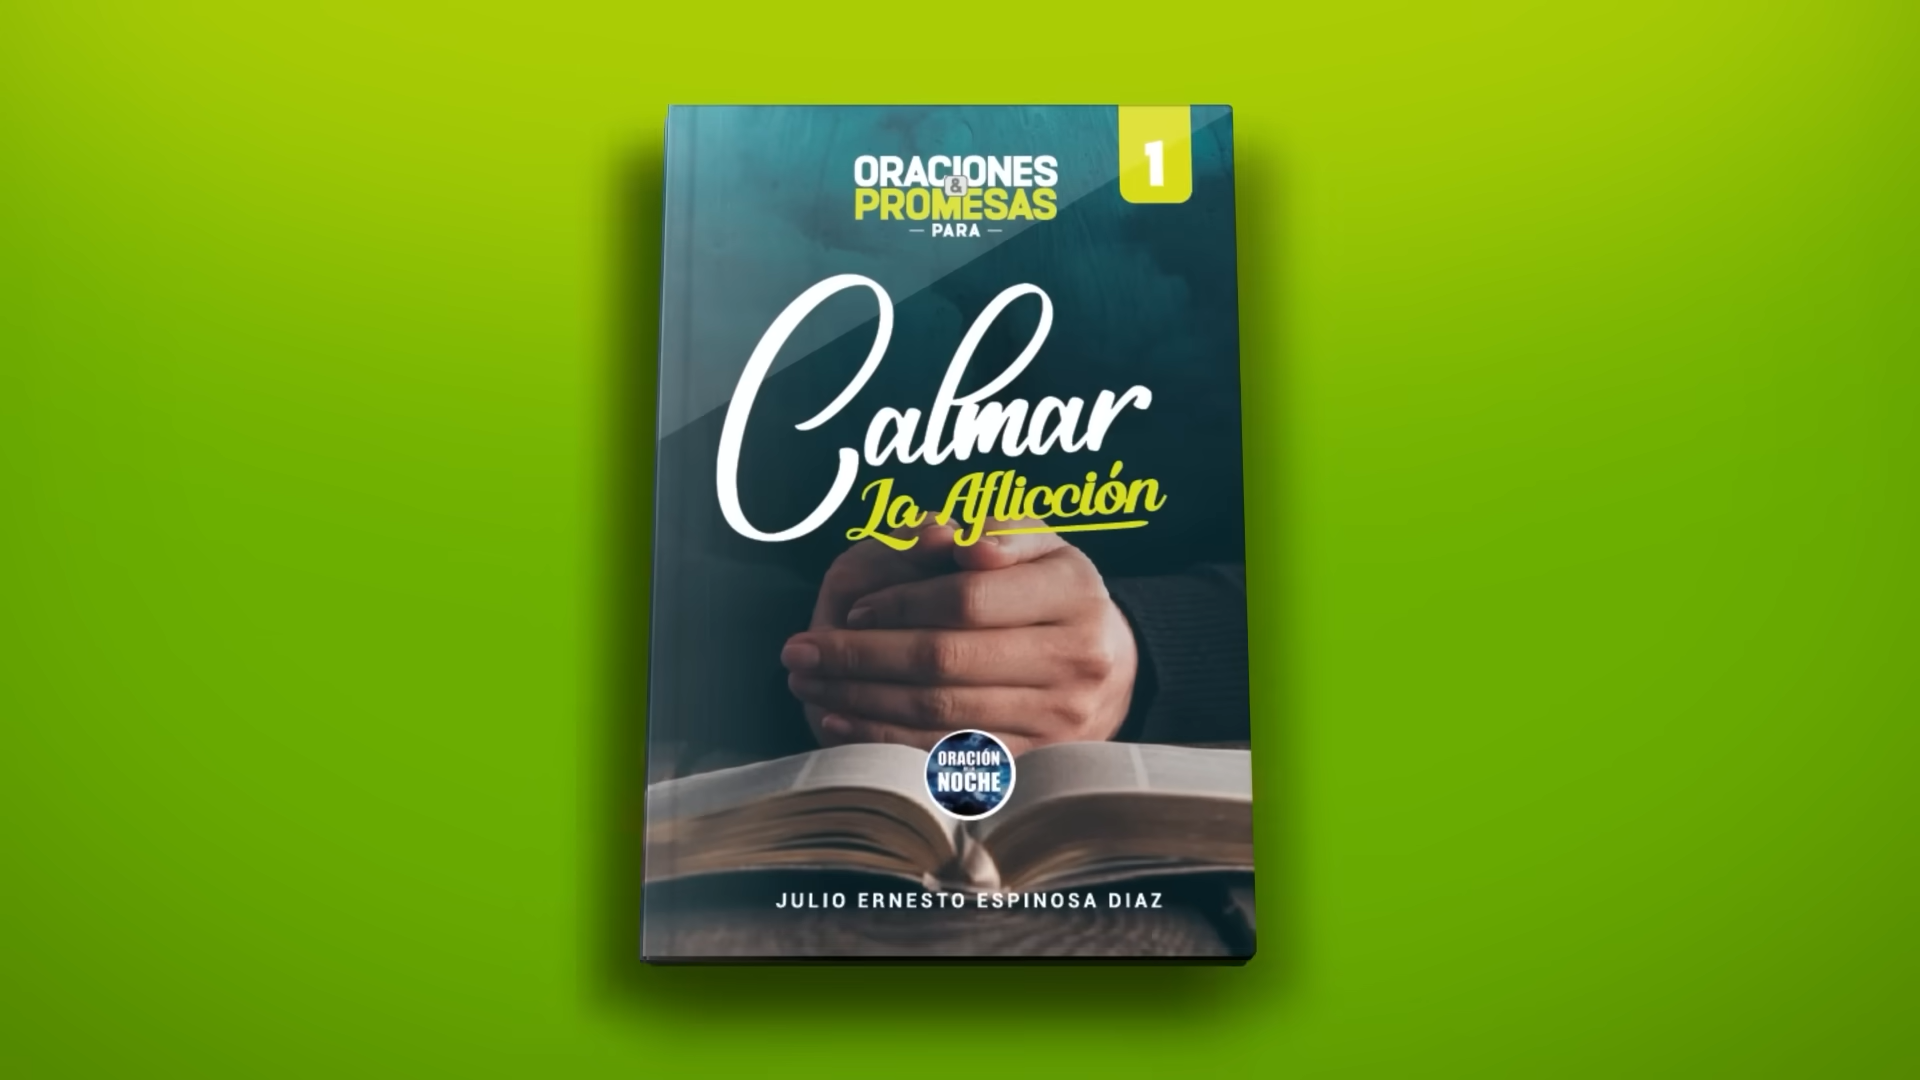 ORACIONES
&
PROMESAS
— PARA —
1
Calmar
La Aflicción
ORACIÓN
NOCHE
JULIO ERNESTO ESPINOSA DIAZ